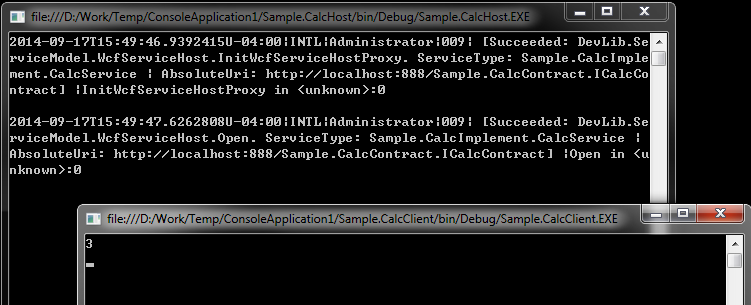 file:///D:/Work/Temp/ConsoleApplication1/Sample.CalcHost/bin/Debug/Sample.CalcHost.EXE
2014-09-17T15:49:46.9392415U-04:00|INTL|Administrator|009| [Succeeded: DevLib.Se
rviceModel.WcfServiceHost.InitWcfServiceHostProxy. ServiceType: Sample.CalcImple
ment.CalcService | AbsoluteUri: http://localhost:888/Sample.CalcContract.ICalcCo
ntract] |InitWcfServiceHostProxy in <unknown>:0
2014-09-17T15:49:47.6262808U-04:00|INTL|Administrator|009| [Succeeded: DevLib.Se
rviceModel.WcfServiceHost.Open. ServiceType: Sample.CalcImplement.CalcService |
AbsoluteUri: http://localhost:888/Sample.CalcContract.ICalcContract] |Open in <u
nknown>:0
file:///D:/Work/Temp/ConsoleApplication1/Sample.CalcClient/bin/Debug/Sample.CalcClient.EXE
3